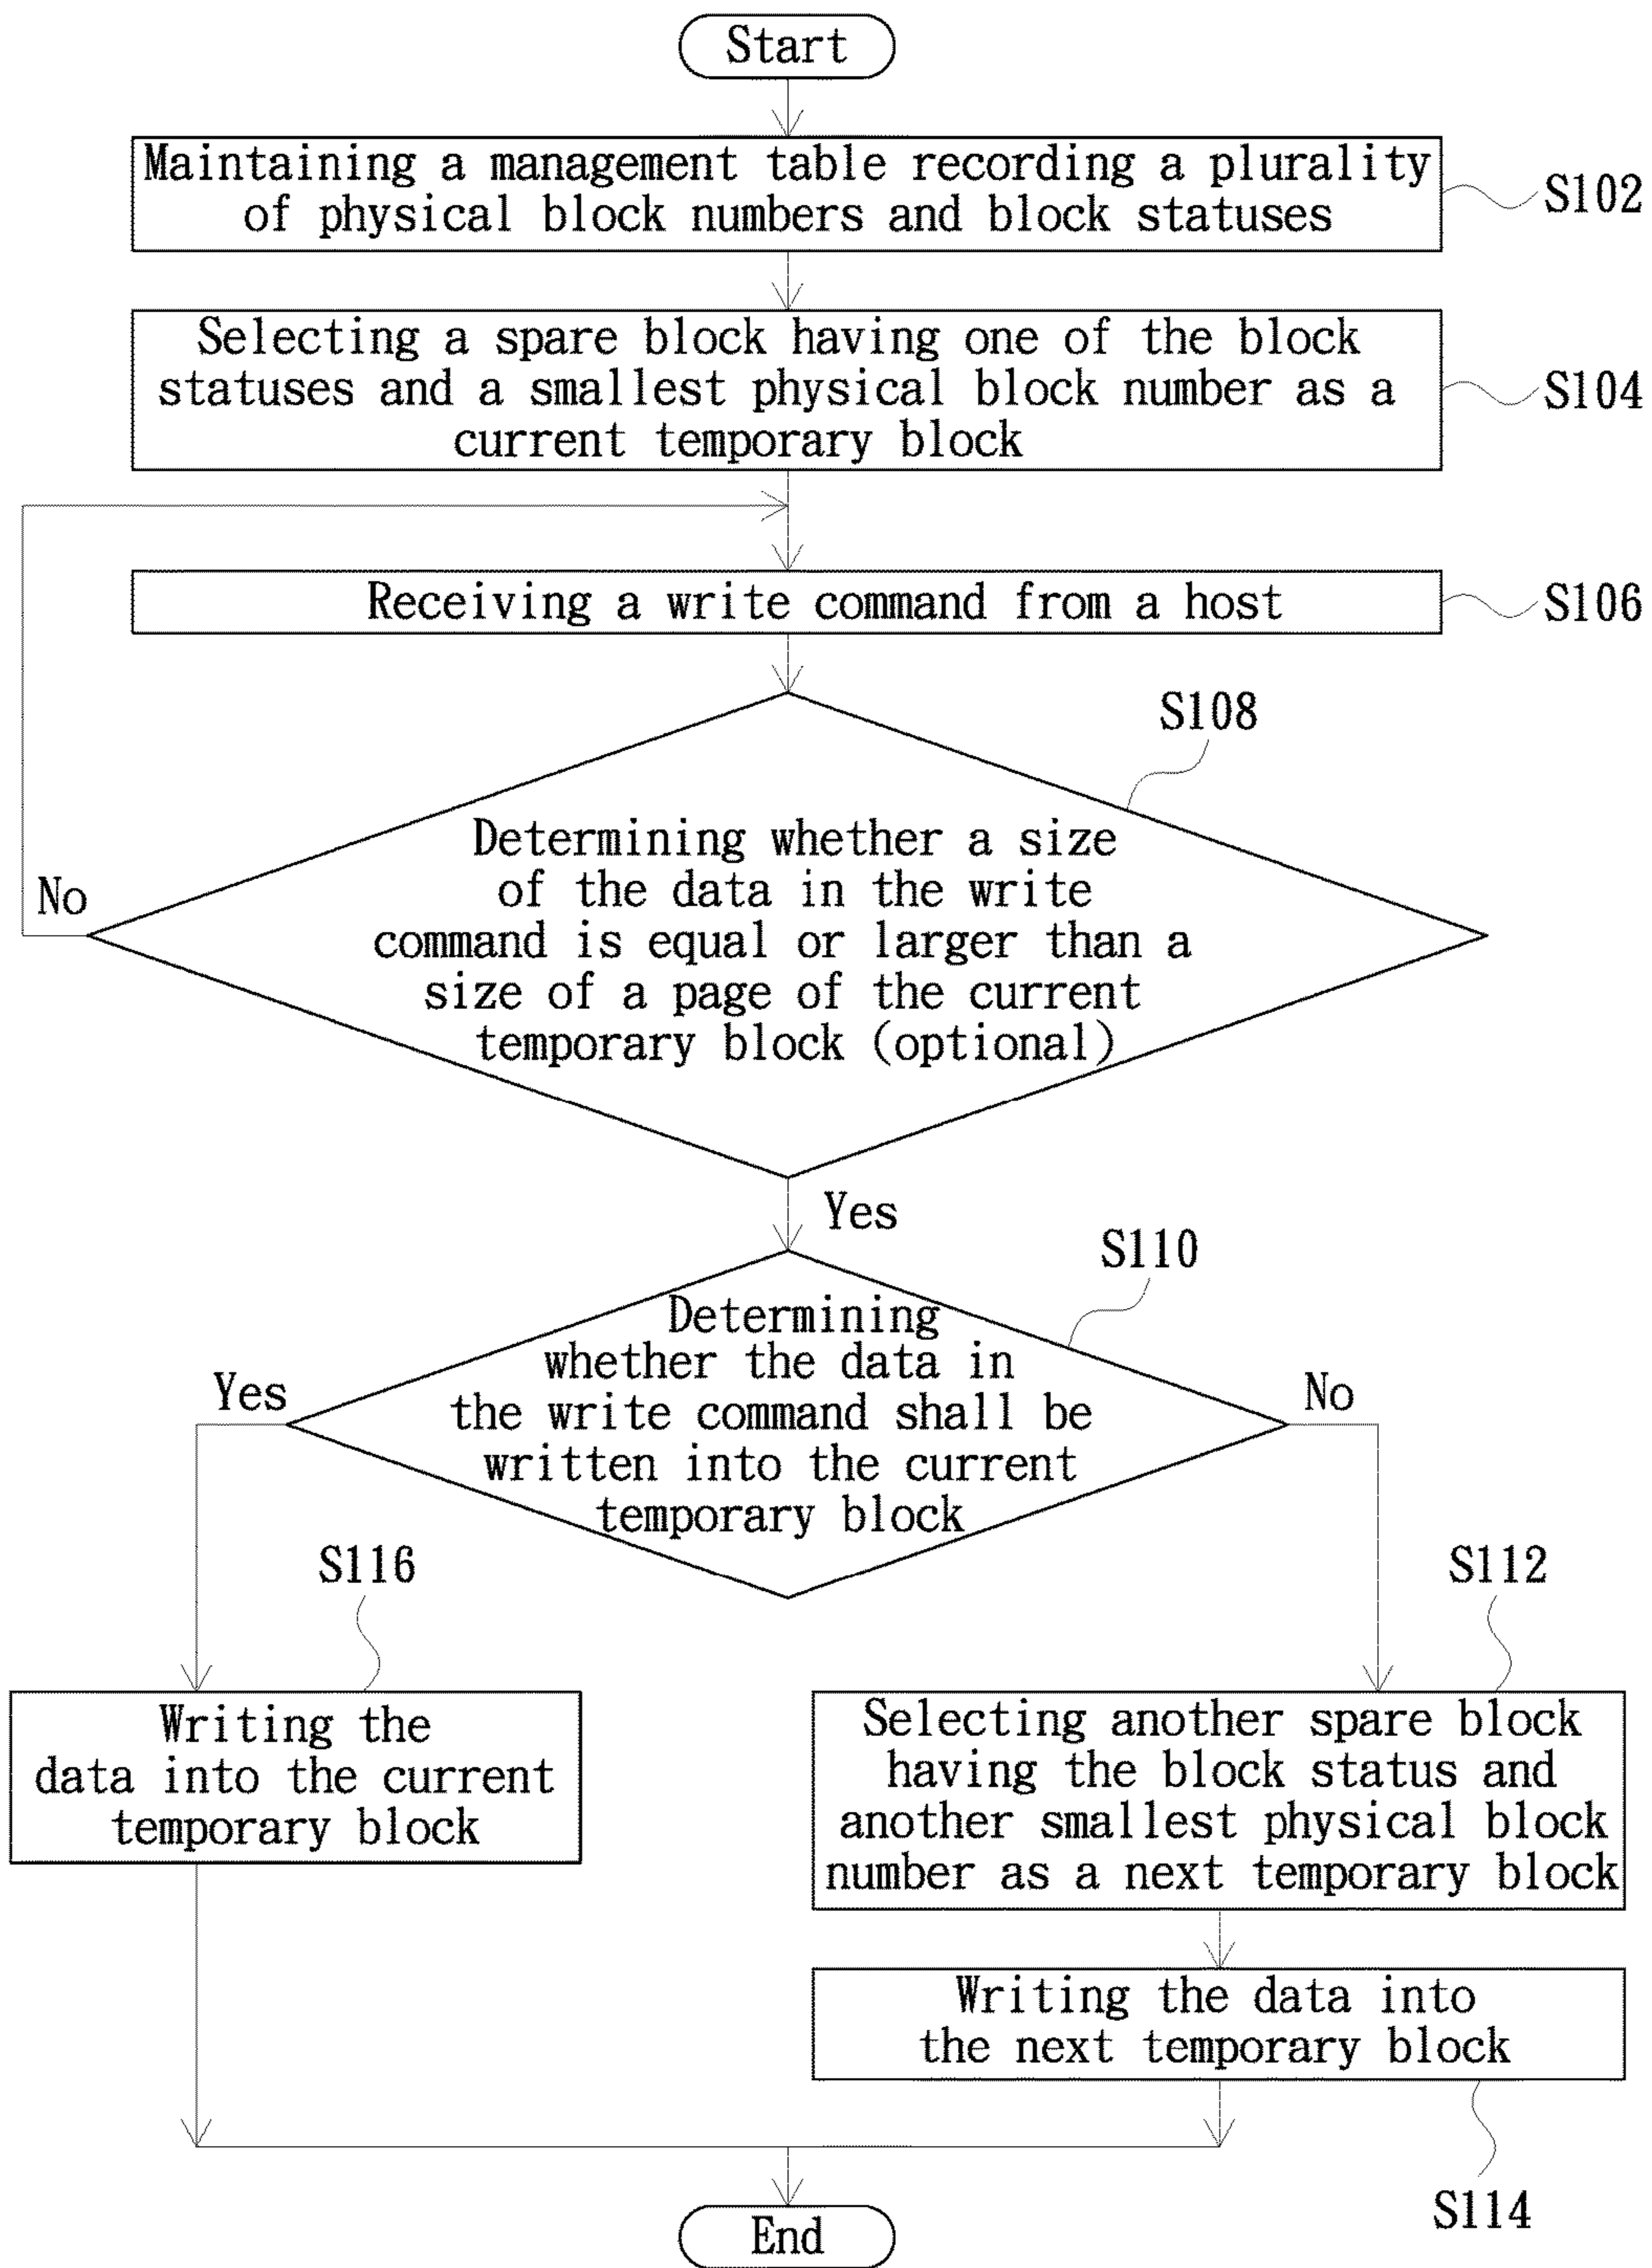 Start
Maintaining a management table recording a plurality
of physical block numbers and block statuses
S102
Selecting a spare block having one of the block
statuses and a smallest physical block number as a
current temporary block
S104
Receiving a write command from a host
S106
S108
Determining whether a size
of the data in the write
command is equal or larger than a
size of a page of the current
temporary block (optional)
No
Yes
S110
Determining
whether the data in
the write command shall be
written into the current
temporary block
Yes
No
S116
S112
Writing the
data into the current
temporary block
Selecting another spare block
having the block status and
another smallest physical block
number as a next temporary block
Writing the data into
the next temporary block
S114
End